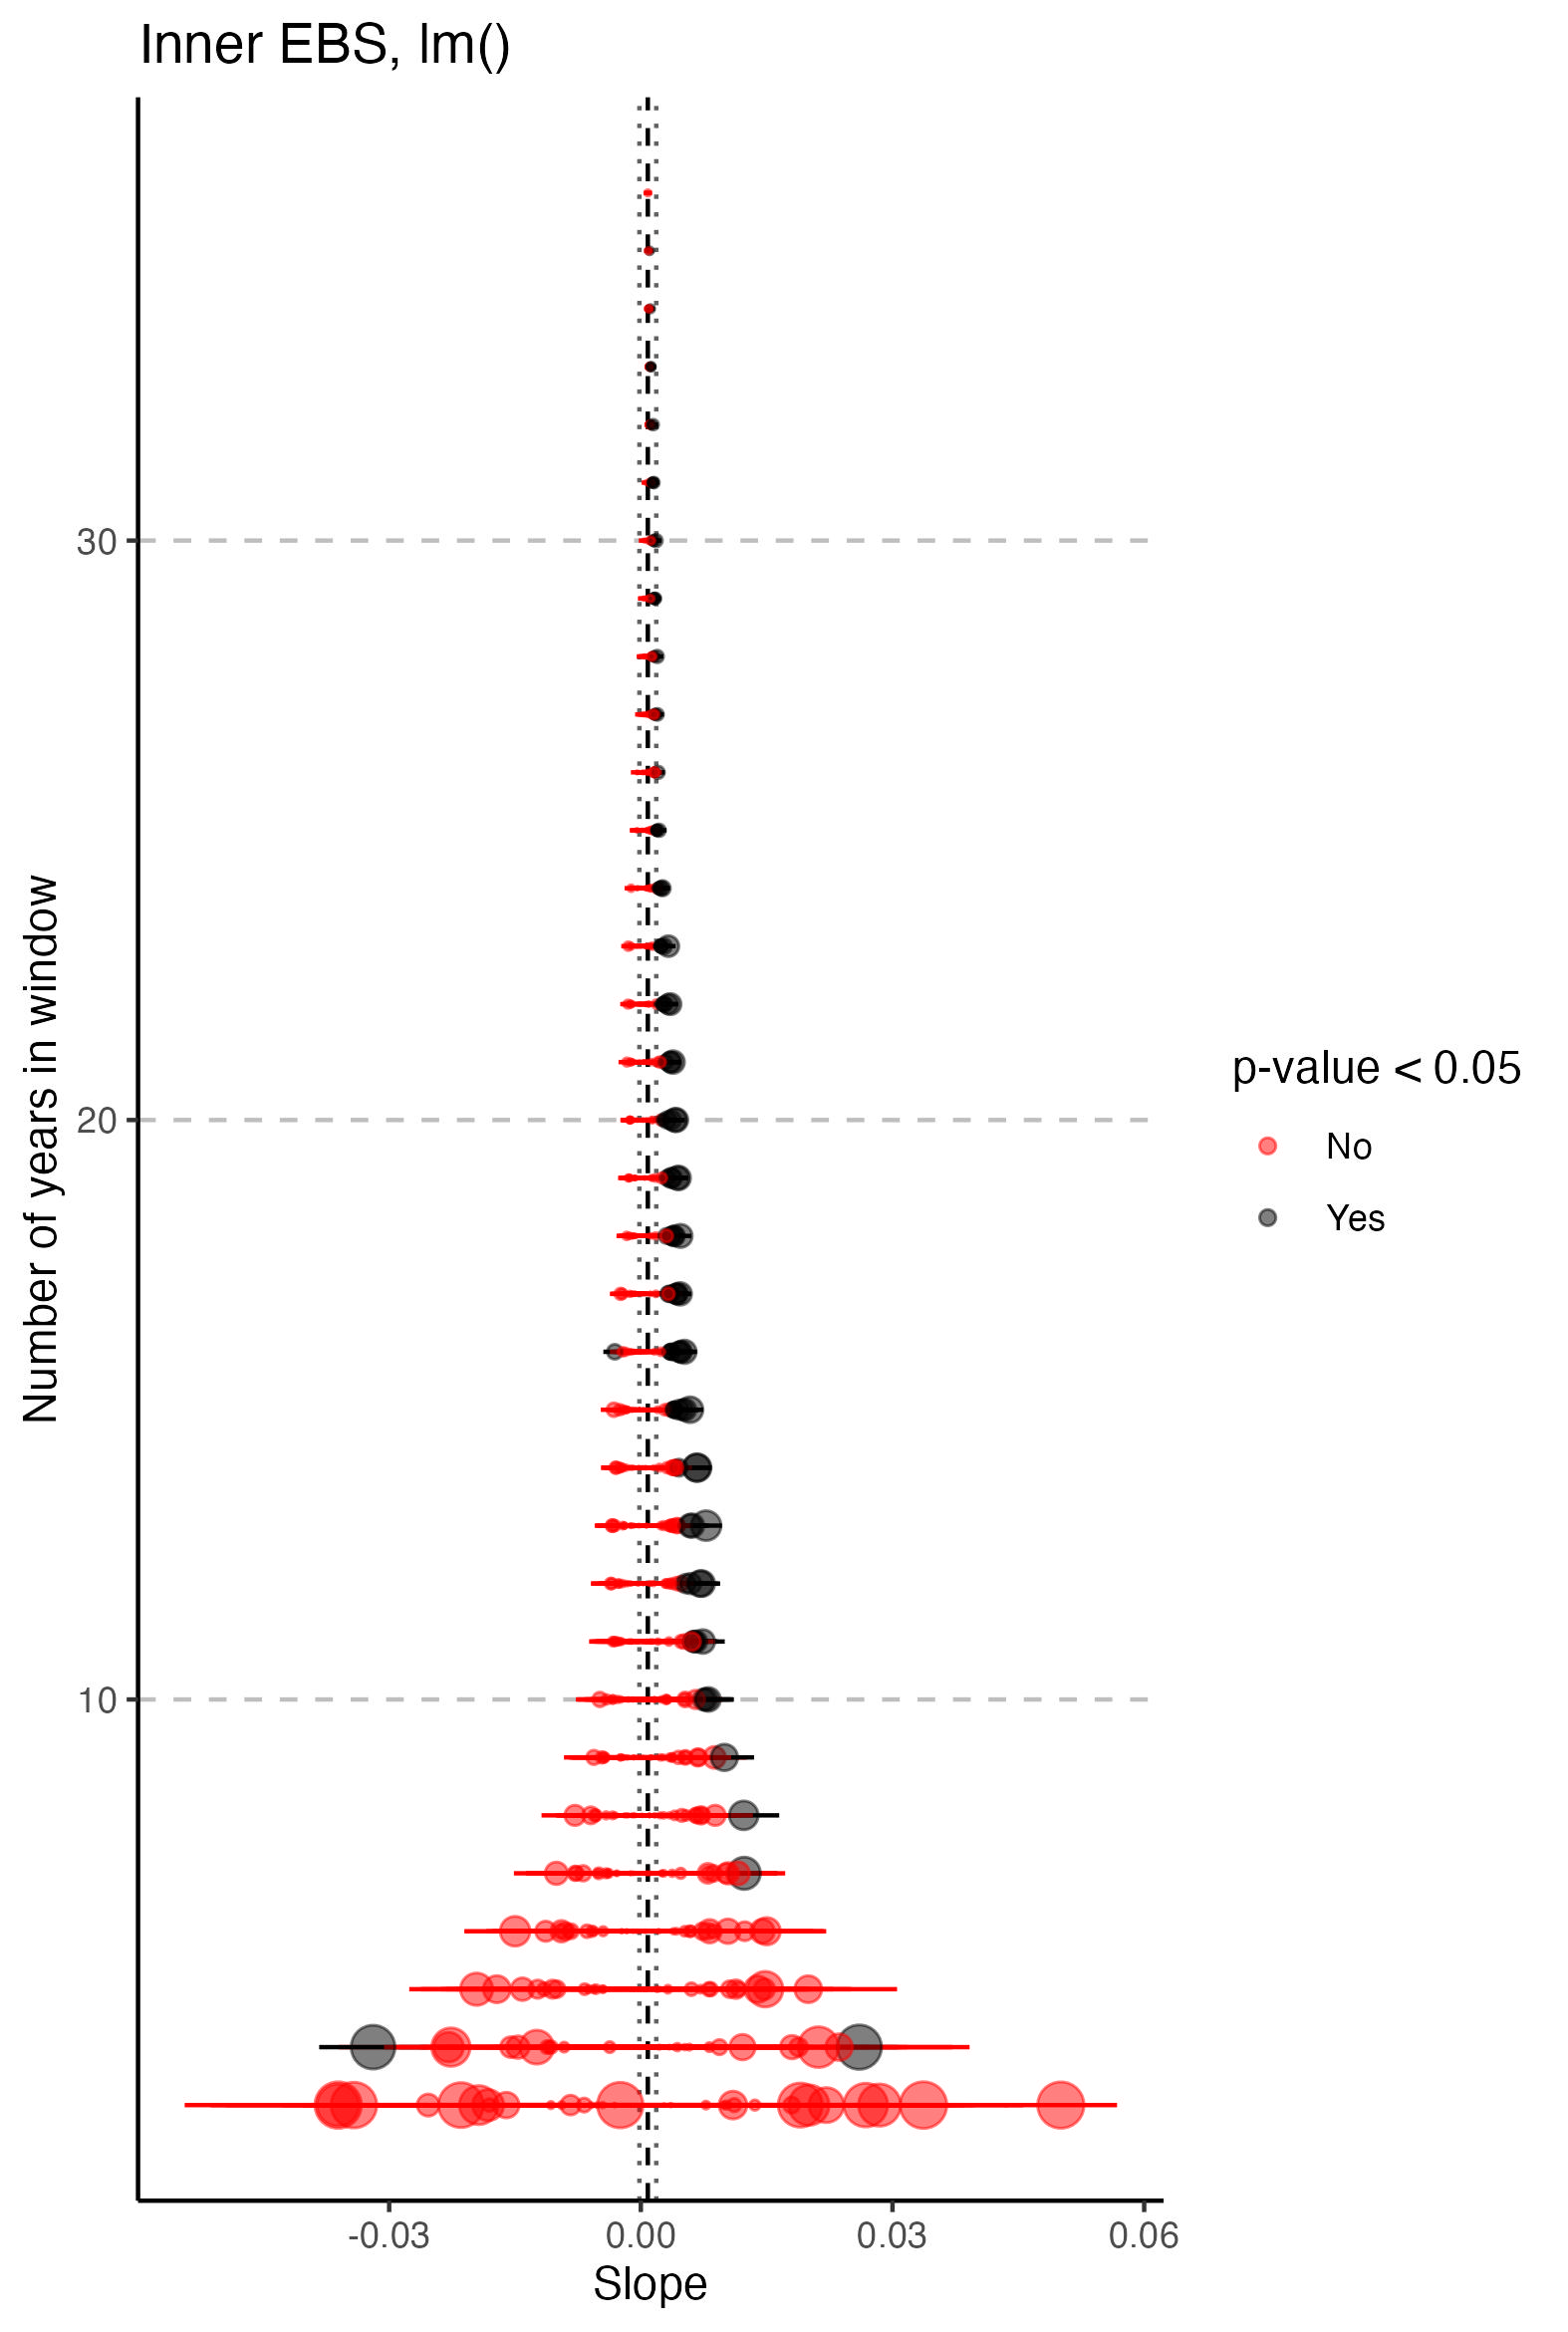 Inner EBS, lm()
30
20
10
Number of years in window
-0.03
0.00
0.03
0.06
Slope
p-value < 0.05
No
Yes